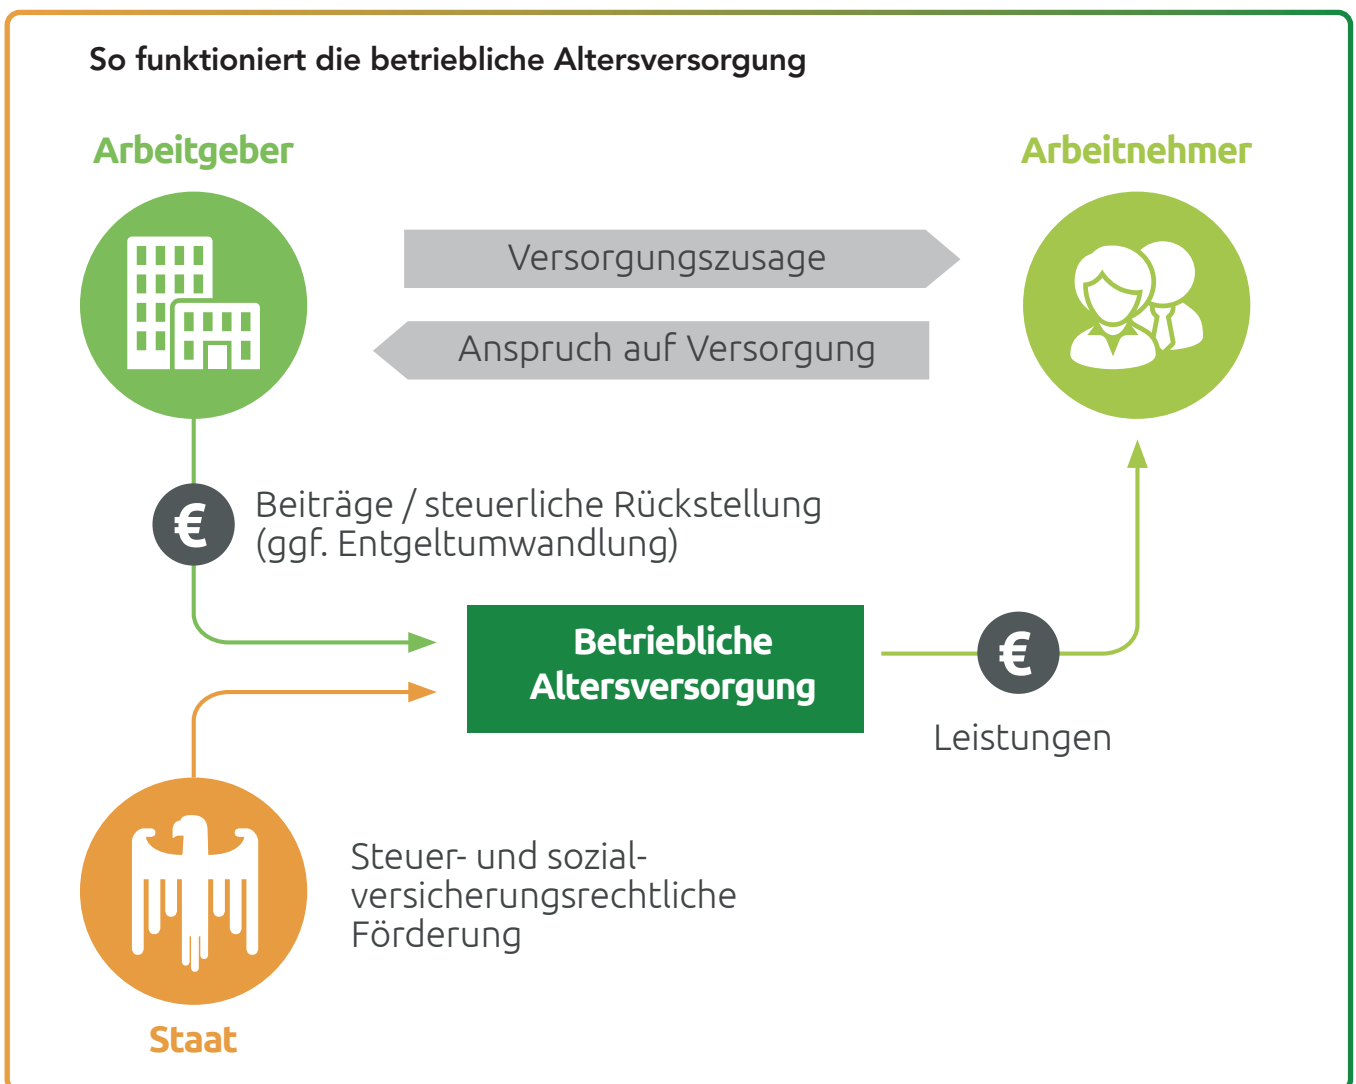 So funktioniert die betriebliche Altersversorgung
Arbeitgeber
Arbeitnehmer
Versorgungszusage
Anspruch auf Versorgung
€
Beiträge / steuerliche Rückstellung
(ggf. Entgeltumwandlung)
Betriebliche
Altersversorgung
€
Leistungen
Steuer- und sozial-
versicherungsrechtliche
Förderung
Staat